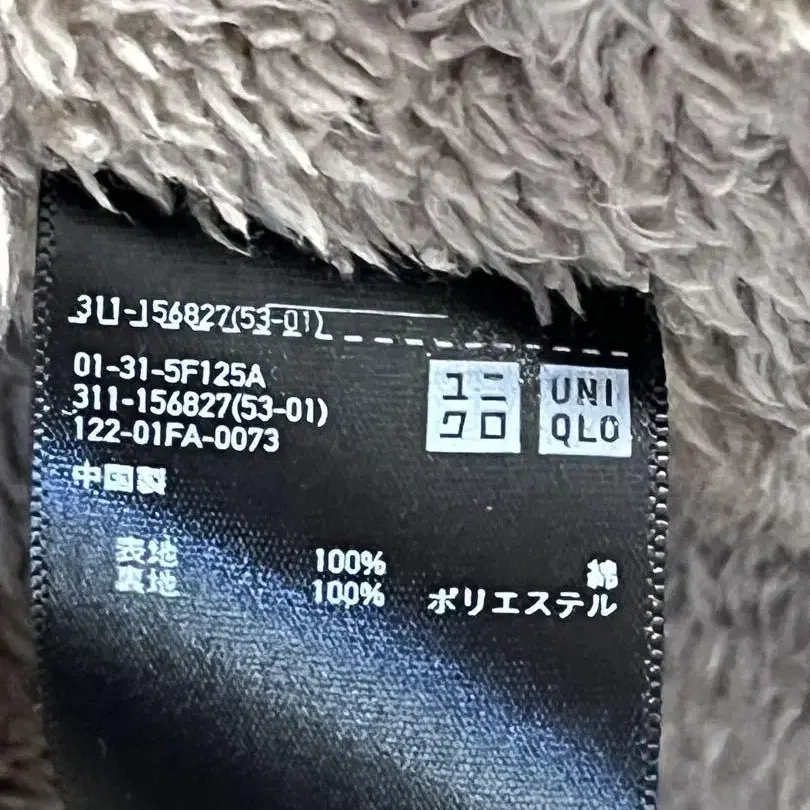 311-156827(53-01)
01-31-5F125A
311-156827(53-01)
122-01FA-0073
ユニクロ
UNIQLO
中国製
表地 100% 綿
裏地 100% ポリエステル